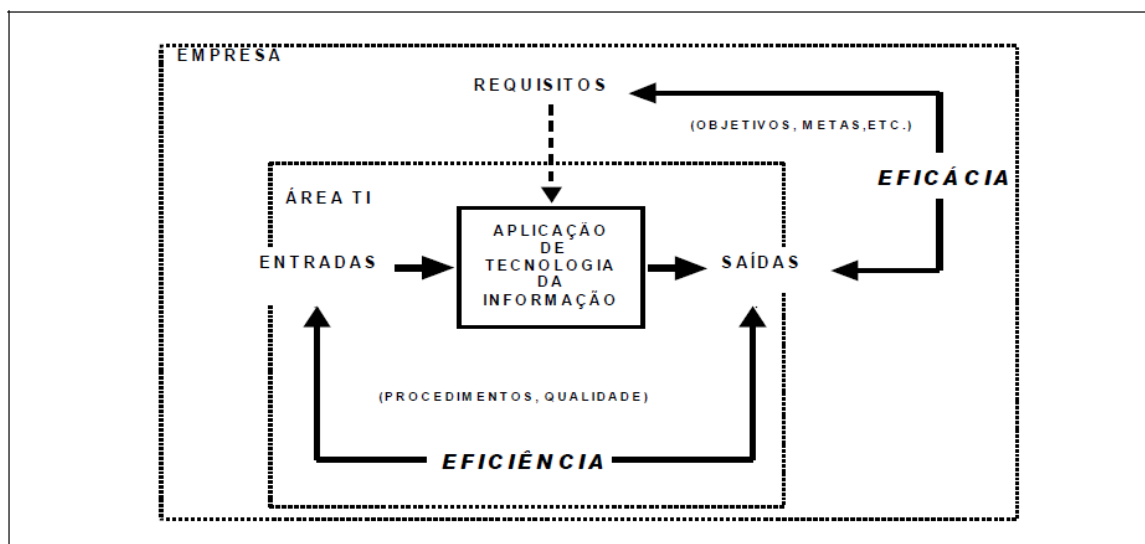 EMPRESA
REQUISITOS
(OBJETIVOS, METAS,ETC.)
EFICÁCIA
ÁREA TI
APLICAÇÃO
DE
TECNOLOGIA
DA
INFORMAÇÃO
ENTRADAS
SAÍDAS
(PROCEDIMENTOS, QUALIDADE)
EFICIÊNCIA